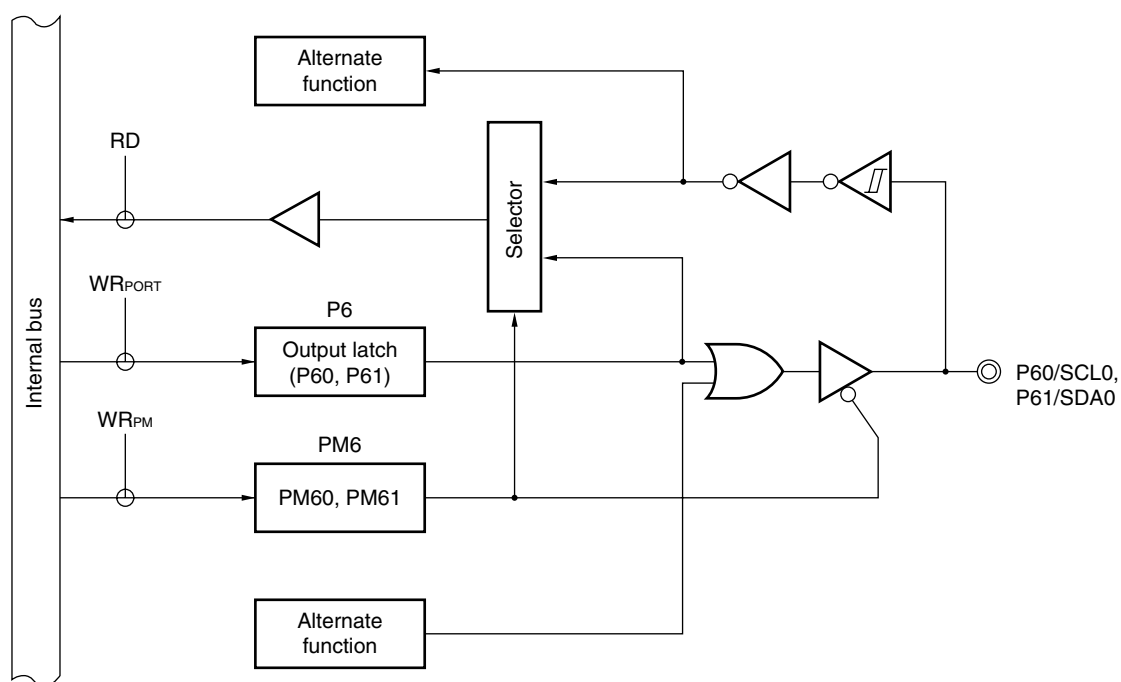 Alternate
function
RD
Selector
WRPORT
P6
Internal bus
Output latch
(P60, P61)
P60/SCL0,
P61/SDA0
WRPM
PM6
PM60, PM61
Alternate
function